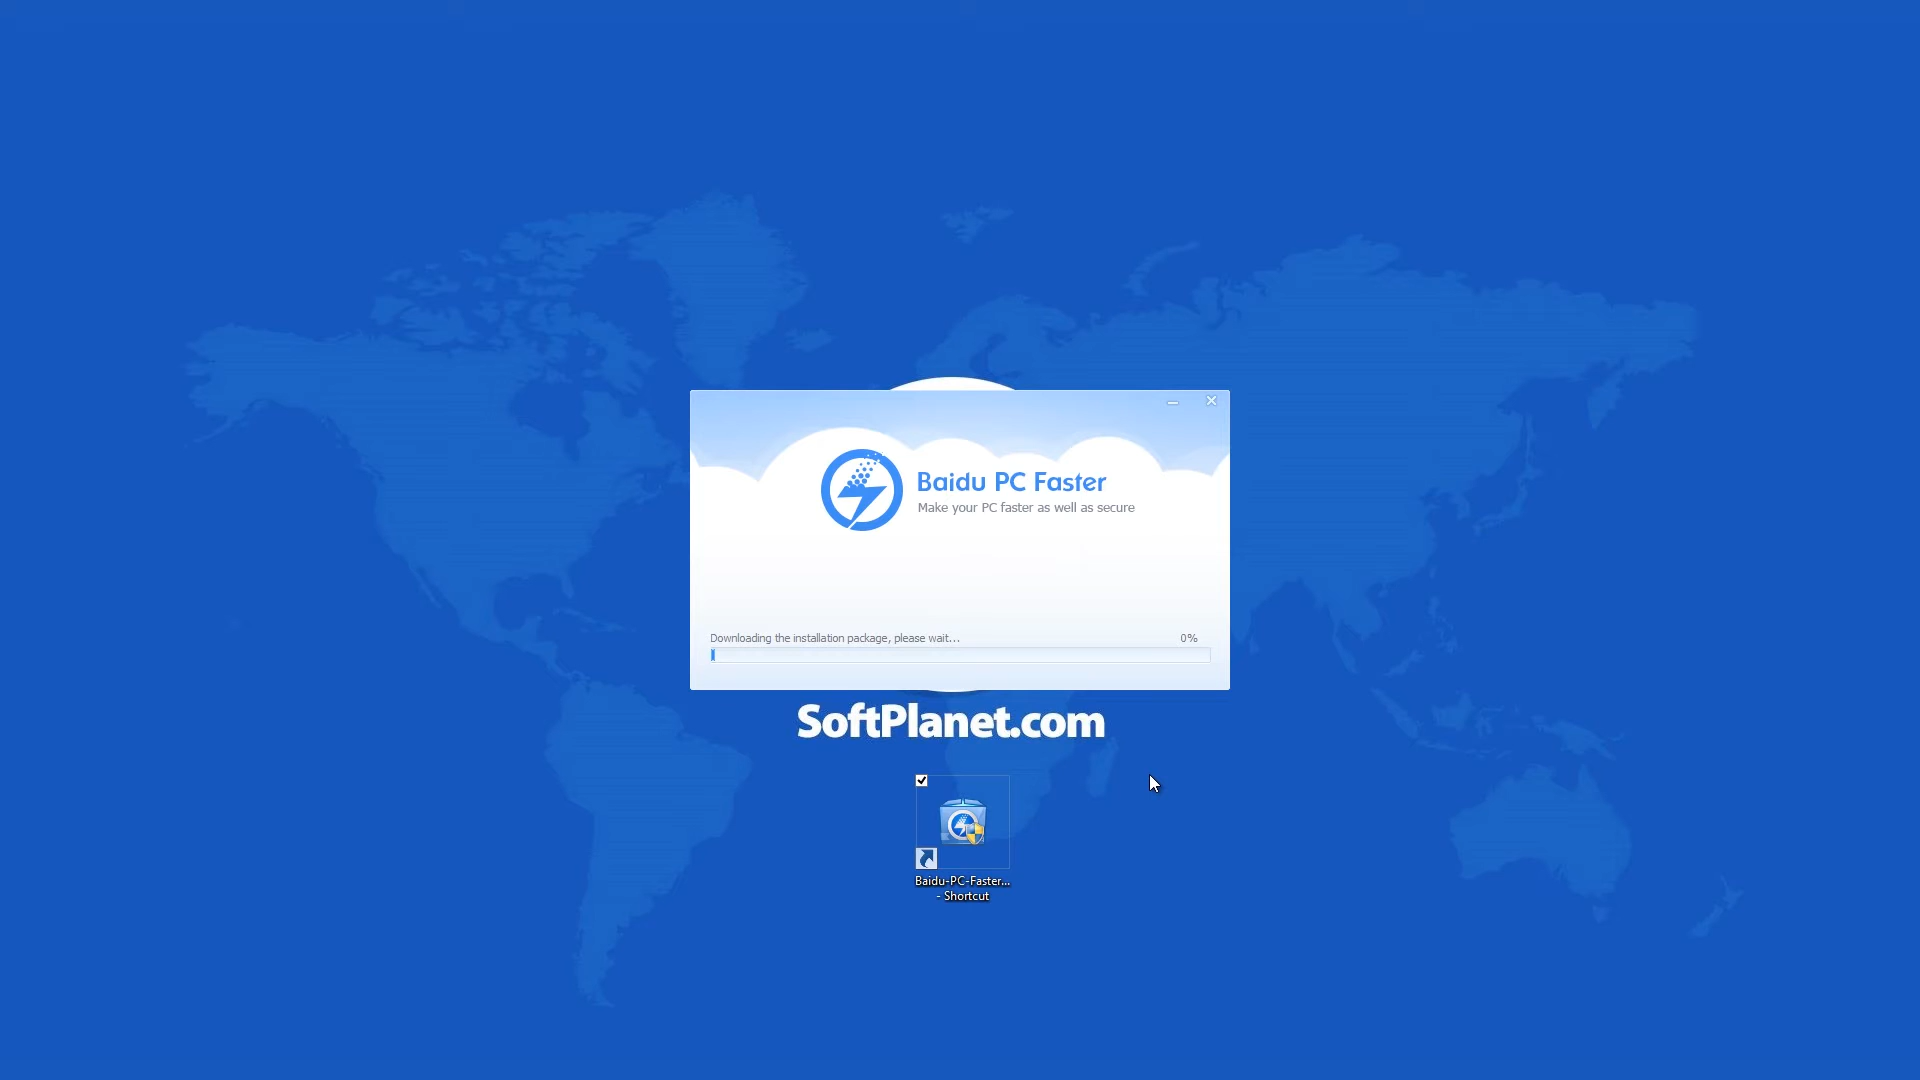 Baidu PC Faster
Make your PC faster as well as secure
Downloading the installation package, please wait... 0%
SoftPlanet.com
Baidu-PC-Faster...
- Shortcut